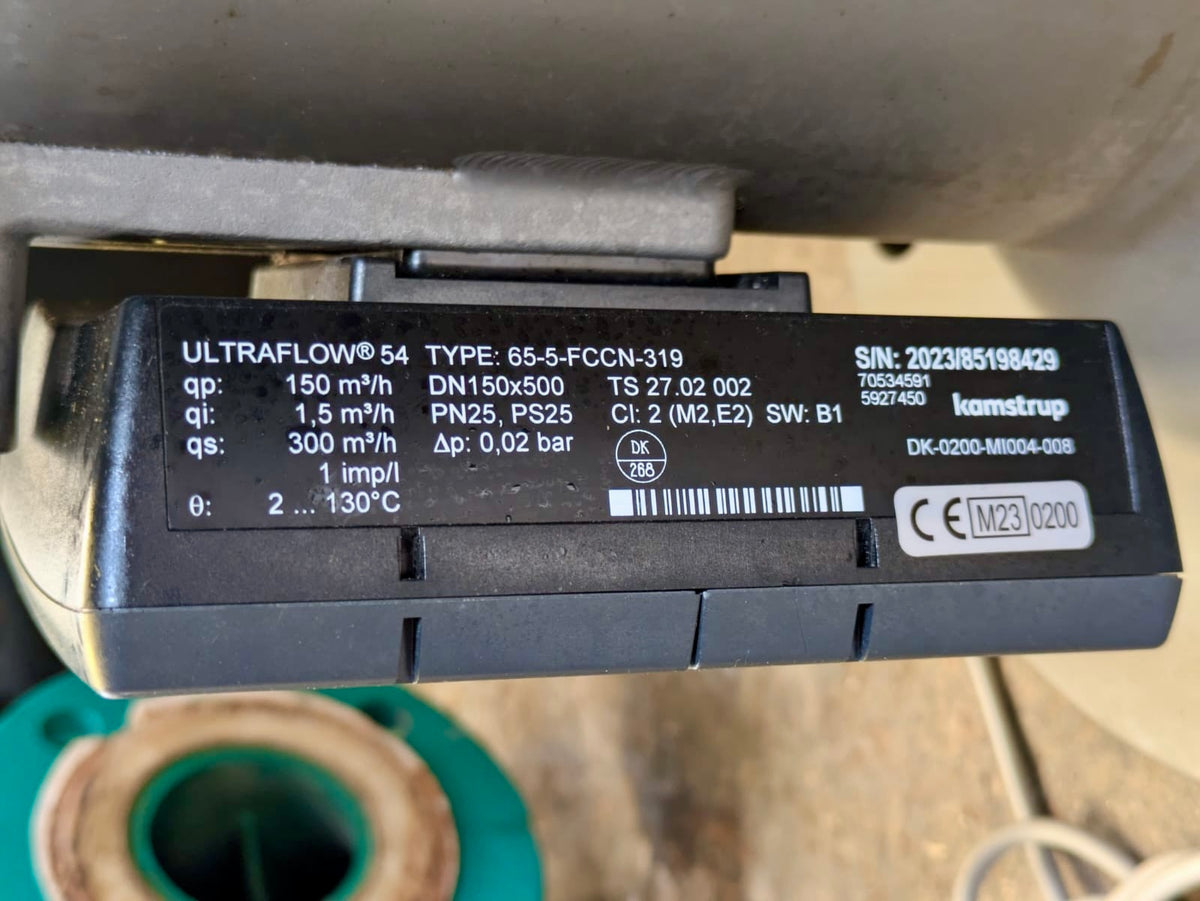 ULTRAFLOW® 54 TYPE: 65-5-FCCN-319
qp: 150 m³/h DN150x500 TS 27.02 002
qi: 1,5 m³/h PN25, PS25 Cl: 2 (M2,E2) SW: B1
qs: 300 m³/h Δp: 0,02 bar
1 imp/l
θ: 2 ... 130°C
DK
268
S/N: 2023/85198429
70534591
5927450
kamstrup
DK-0200-MI004-008
CE M23 0200